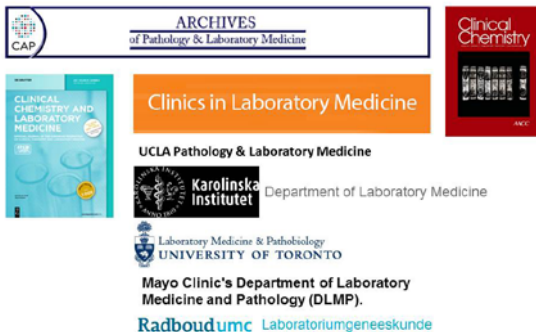 CAP
ARCHIVES
of Pathology & Laboratory Medicine
Clinical
Chemistry
AACC
CLINICAL
CHEMISTRY AND
LABORATORY
MEDICINE
Clinics in Laboratory Medicine
UCLA Pathology & Laboratory Medicine
Karolinska
Institutet
Department of Laboratory Medicine
Laboratory Medicine & Pathobiology
UNIVERSITY OF TORONTO
Mayo Clinic's Department of Laboratory
Medicine and Pathology (DLMP).
Radboudumc Laboratoriumgeneeskunde